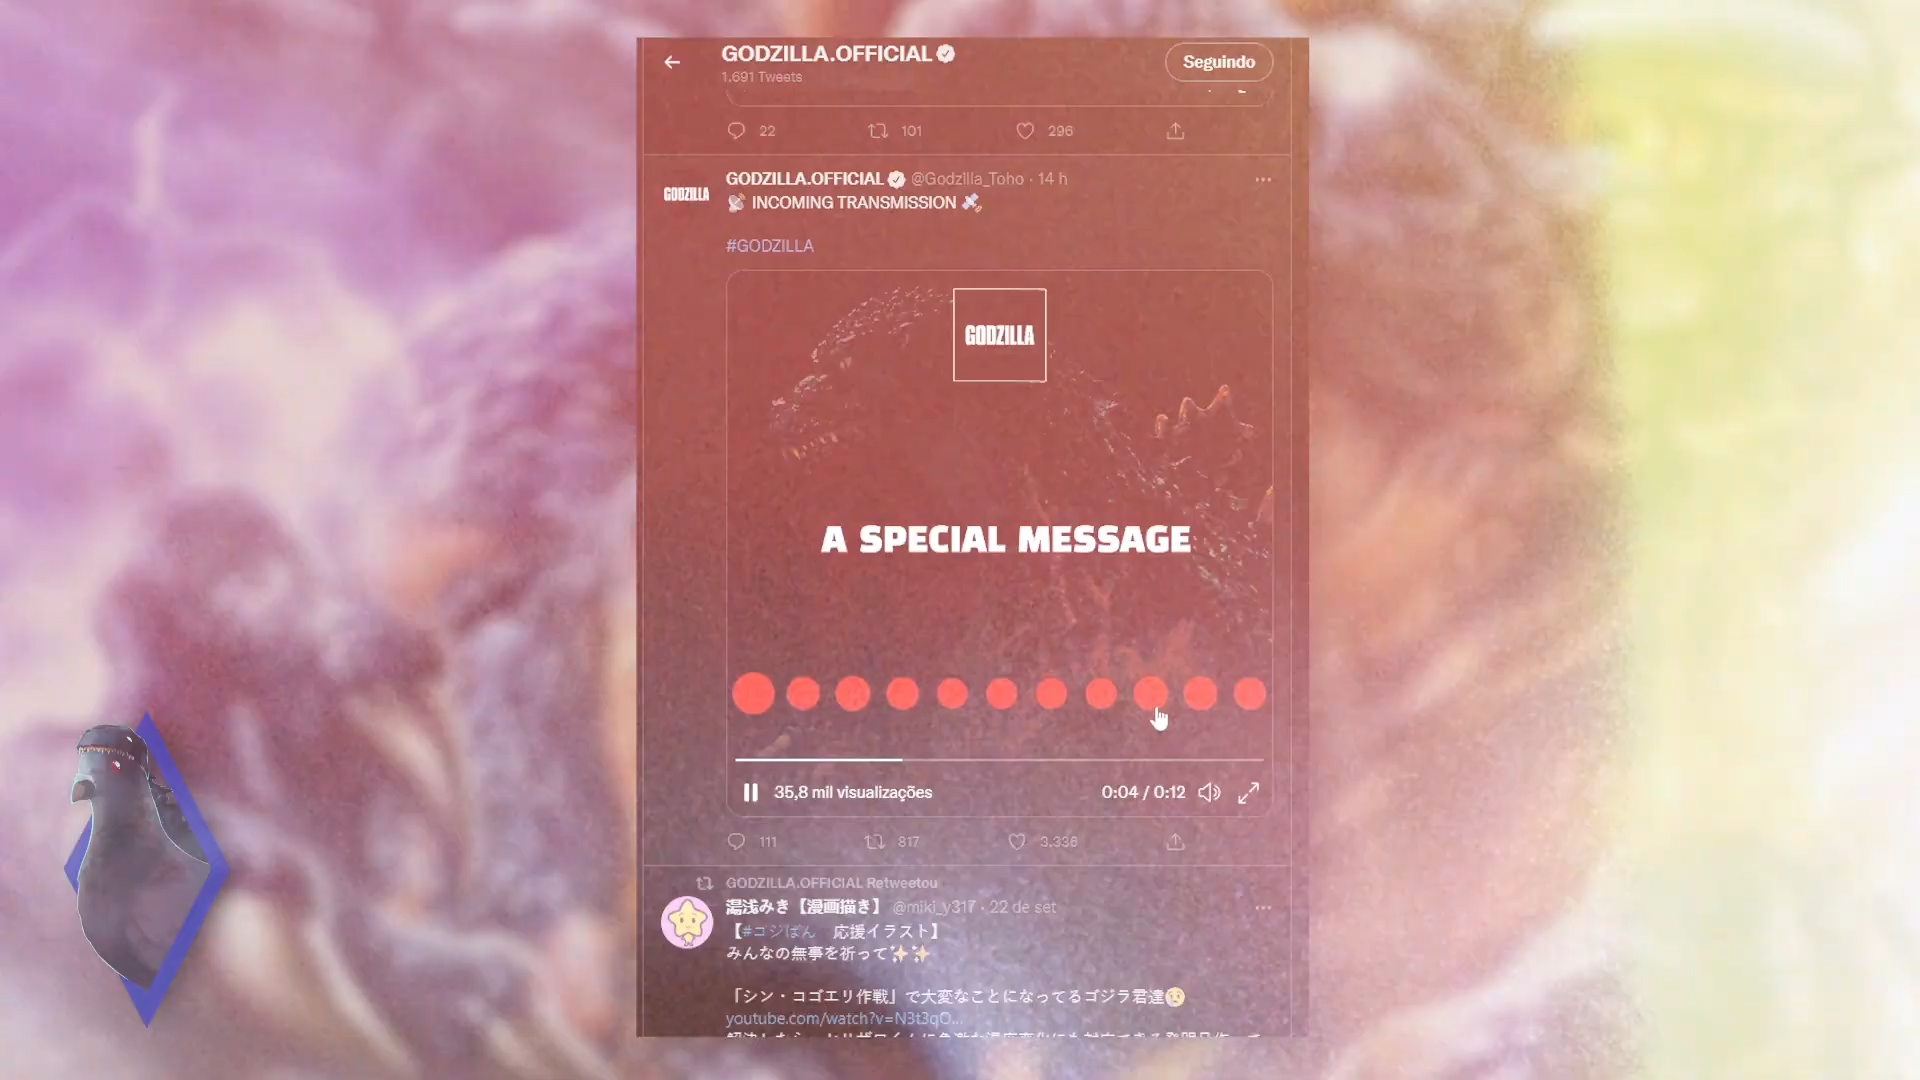 GODZILLA.OFFICIAL
Seguindo
1.691 Tweets
22 101 296
GODZILLA.OFFICIAL @Godzilla_Toho · 14 h
GODZILLA
INCOMING TRANSMISSION
#GODZILLA
GODZILLA
A SPECIAL MESSAGE
35,8 mil visualizações 0:04 / 0:12
111 817 3.336
GODZILLA.OFFICIAL Retweetou
湯浅みき【漫画描き】 @miki_y317 · 22 de set
【#ゴジばん 応援イラスト】
みんなの無事を祈って✨✨
「シン・コゴエリ作戦」で大変なことになってるゴジラ君達😢
youtube.com/watch?v=N3t3qO...